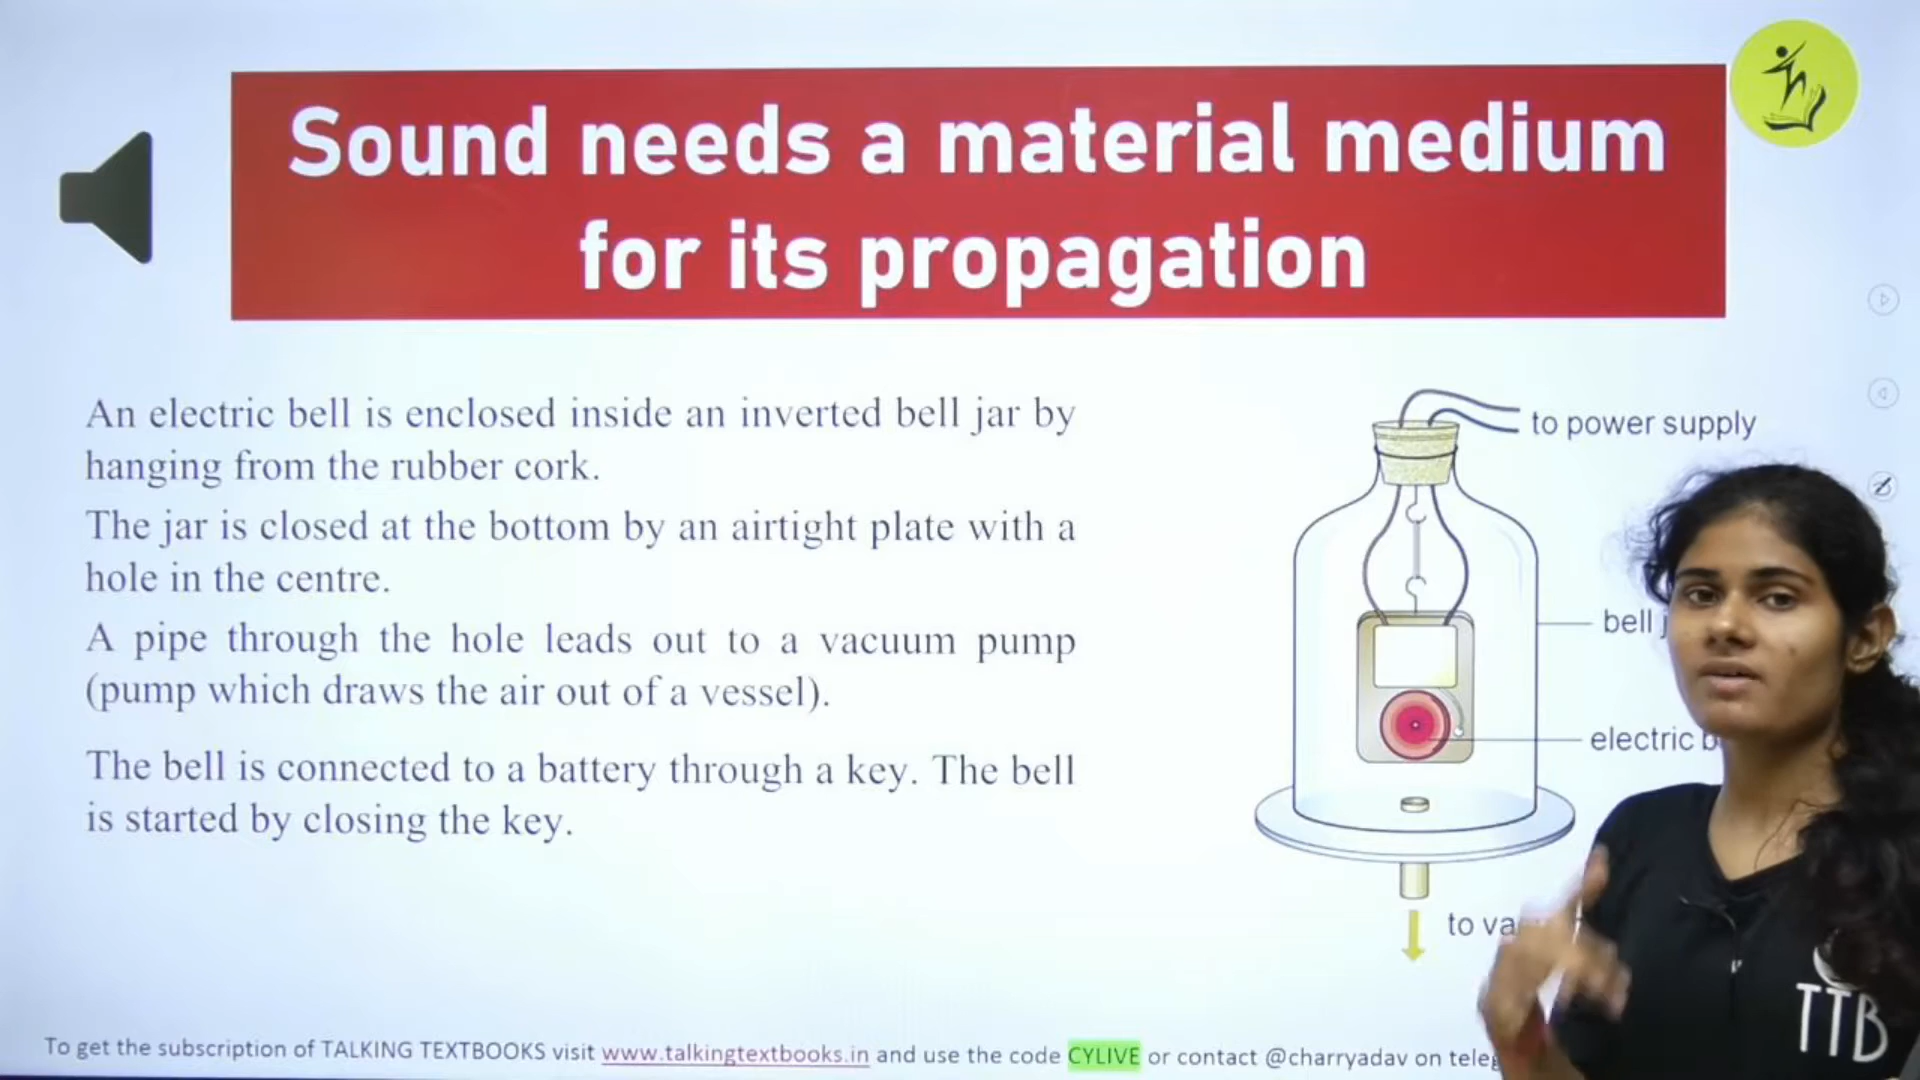 Sound needs a material medium
for its propagation
An electric bell is enclosed inside an inverted bell jar by
hanging from the rubber cork.
The jar is closed at the bottom by an airtight plate with a
hole in the centre.
A pipe through the hole leads out to a vacuum pump
(pump which draws the air out of a vessel).
The bell is connected to a battery through a key. The bell
is started by closing the key.
to power supply
bell j
electric b
to va
TTB
To get the subscription of TALKING TEXTBOOKS visit www.talkingtextbooks.in and use the code CYLIVE or contact @charryadav on tele